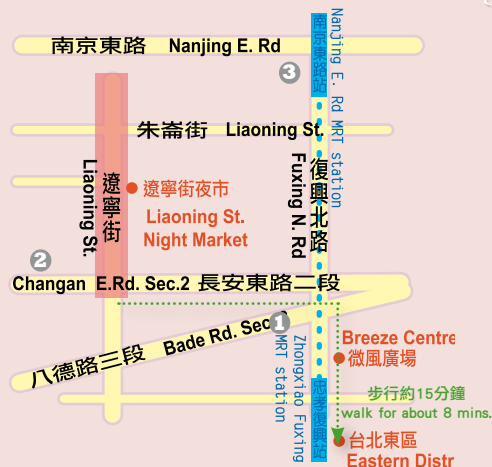 南京東路 Nanjing E. Rd
南京東路站
Nanjing E. Rd MRT station
3
朱崙街 Liaoning St.
Liaoning St.
遼寧街
遼寧街夜市
Liaoning St.
Night Market
Fuxing N. Rd
復興北路
2
Changan E.Rd. Sec.2 長安東路二段
1
八德路三段 Bade Rd. Sec.
Zhongxiao Fuxing
MRT station
忠孝復興站
Breeze Centre
微風廣場
步行約15分鐘
walk for about 8 mins.
台北東區
Eastern Distr